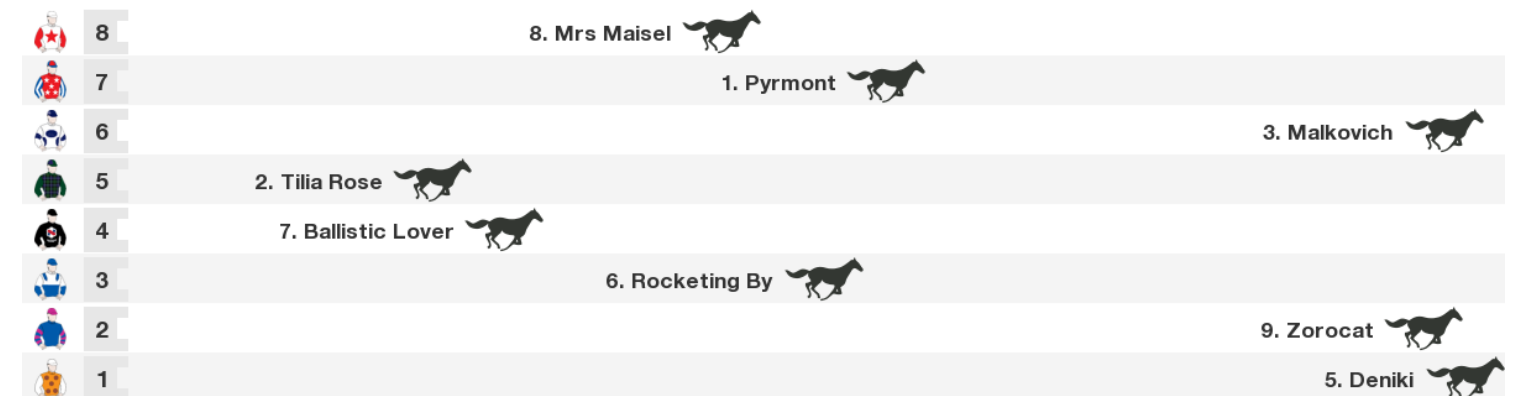 8 8. Mrs Maisel
7 1. Pyrmont
6 3. Malkovich
5 2. Tilia Rose
4 7. Ballistic Lover
3 6. Rocketing By
2 9. Zorocat
1 5. Deniki